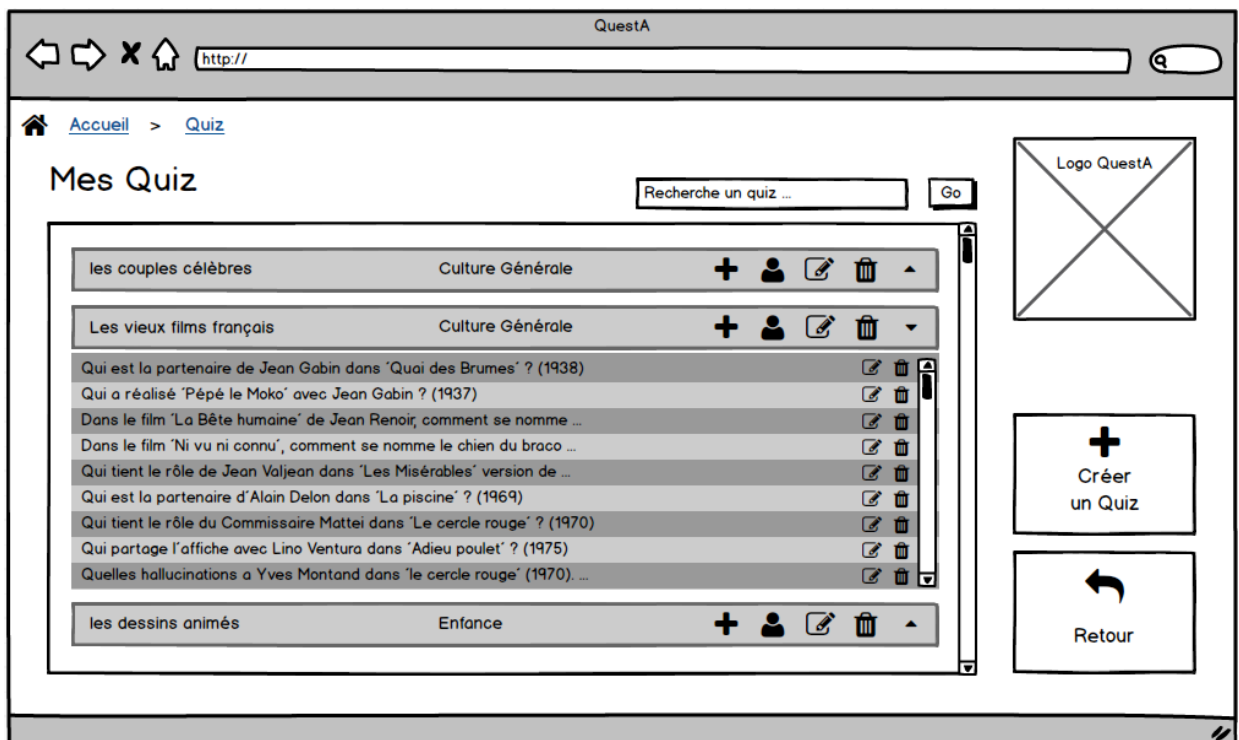 QuestA
http://
Accueil > Quiz
Logo QuestA
Mes Quiz
Recherche un quiz ...
Go
les couples célèbres Culture Générale
Les vieux films français Culture Générale
Qui est la partenaire de Jean Gabin dans ´Quai des Brumes´ ? (1938)
Qui a réalisé ´Pépé le Moko´ avec Jean Gabin ? (1937)
Dans le film ´La Bête humaine´ de Jean Renoir, comment se nomme ...
Dans le film ´Ni vu ni connu´, comment se nomme le chien du braco ...
Qui tient le rôle de Jean Valjean dans ´Les Misérables´ version de ...
Qui est la partenaire d´Alain Delon dans ´La piscine´ ? (1969)
Qui tient le rôle du Commissaire Mattei dans ´Le cercle rouge´ ? (1970)
Qui partage l´affiche avec Lino Ventura dans ´Adieu poulet´ ? (1975)
Quelles hallucinations a Yves Montand dans ´le cercle rouge´ (1970). ...
les dessins animés Enfance
Créer
un Quiz
Retour